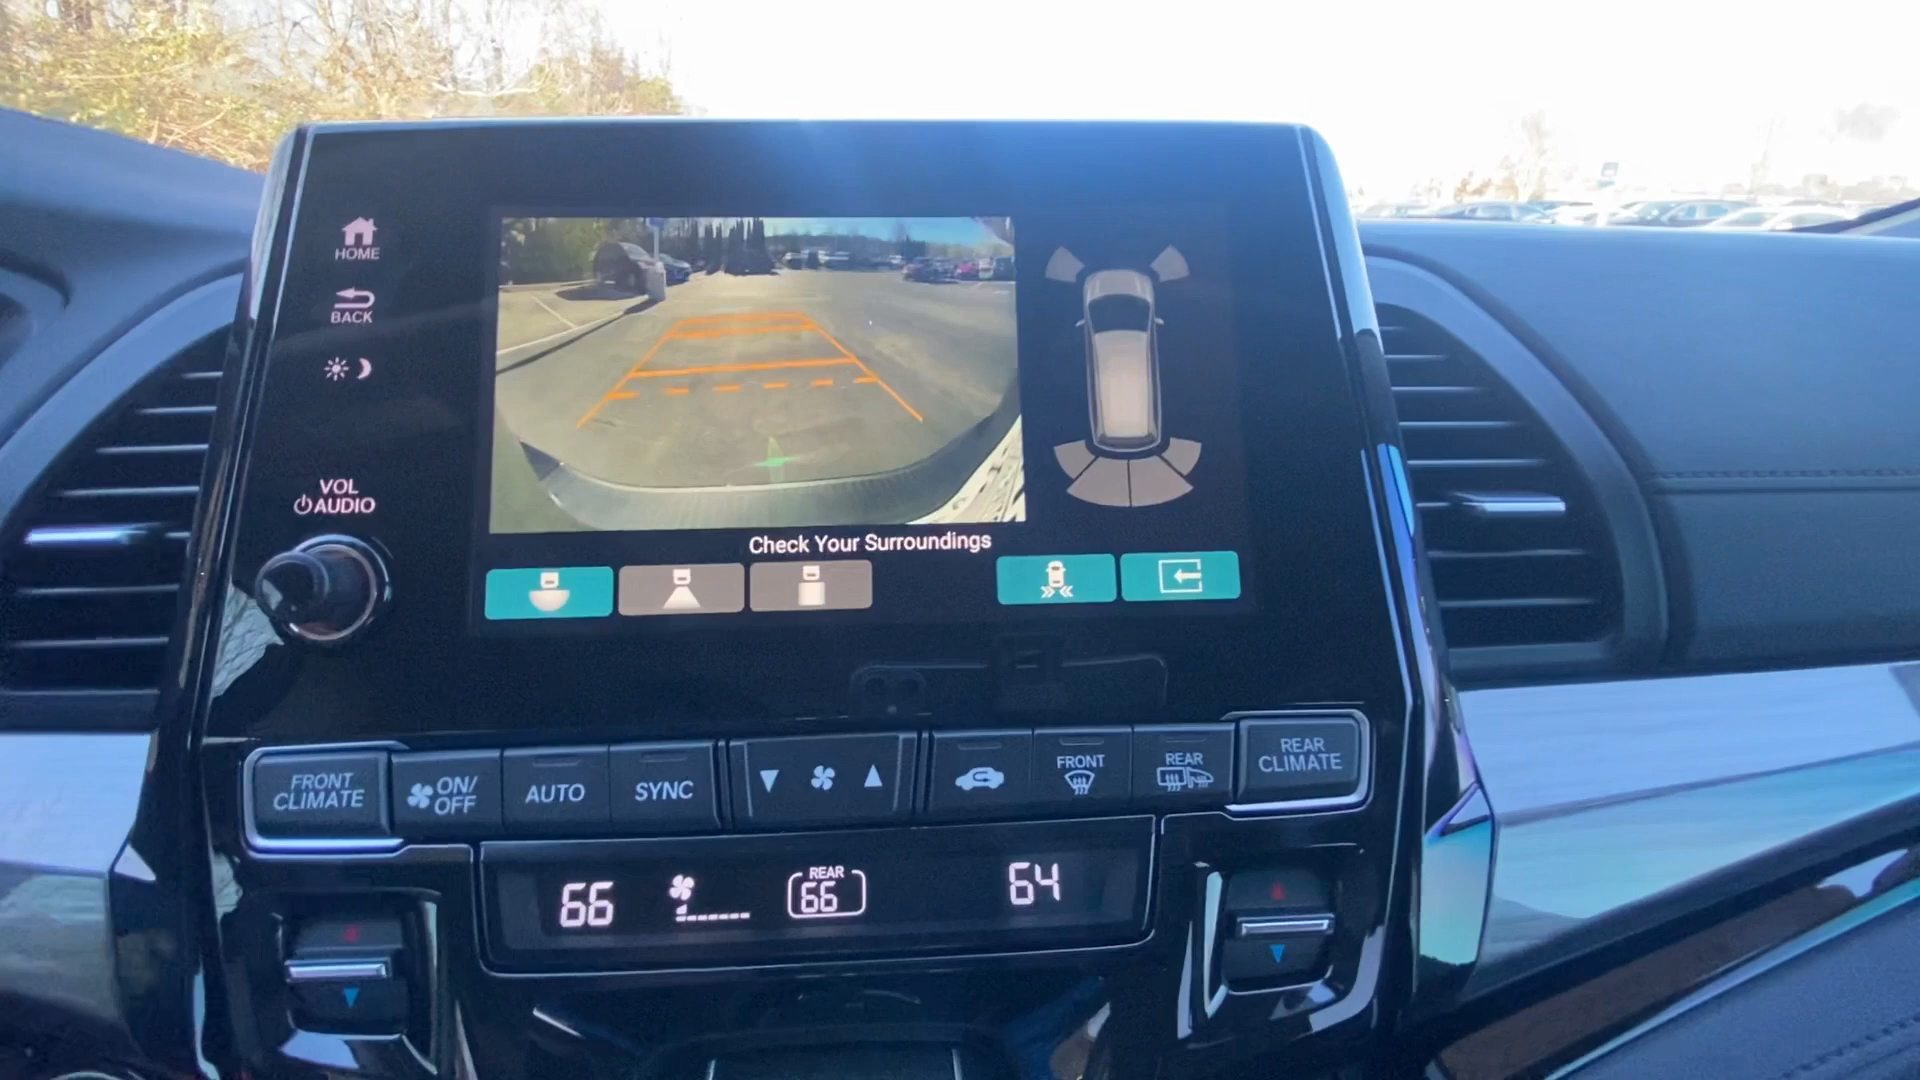 HOME
BACK
VOL
AUDIO
Check Your Surroundings
FRONT
CLIMATE
ON/
OFF
AUTO
SYNC
FRONT
REAR
REAR
CLIMATE
66
REAR
66
64